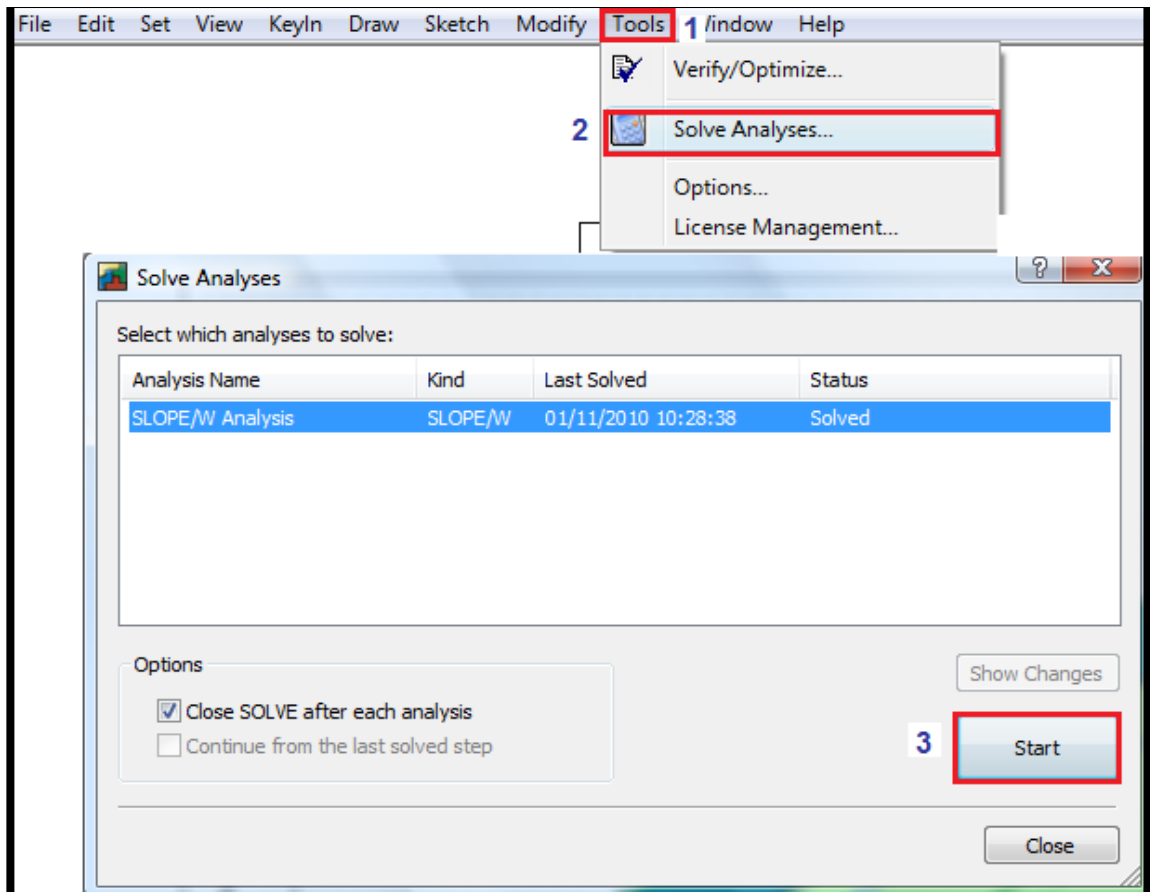 File Edit Set View KeyIn Draw Sketch Modify Tools 1 Window Help
Verify/Optimize...
2 Solve Analyses...
Options...
License Management...
Solve Analyses
Select which analyses to solve:
Analysis Name Kind Last Solved Status
SLOPE/W Analysis SLOPE/W 01/11/2010 10:28:38 Solved
Options
Show Changes
Close SOLVE after each analysis
Continue from the last solved step
3 Start
Close